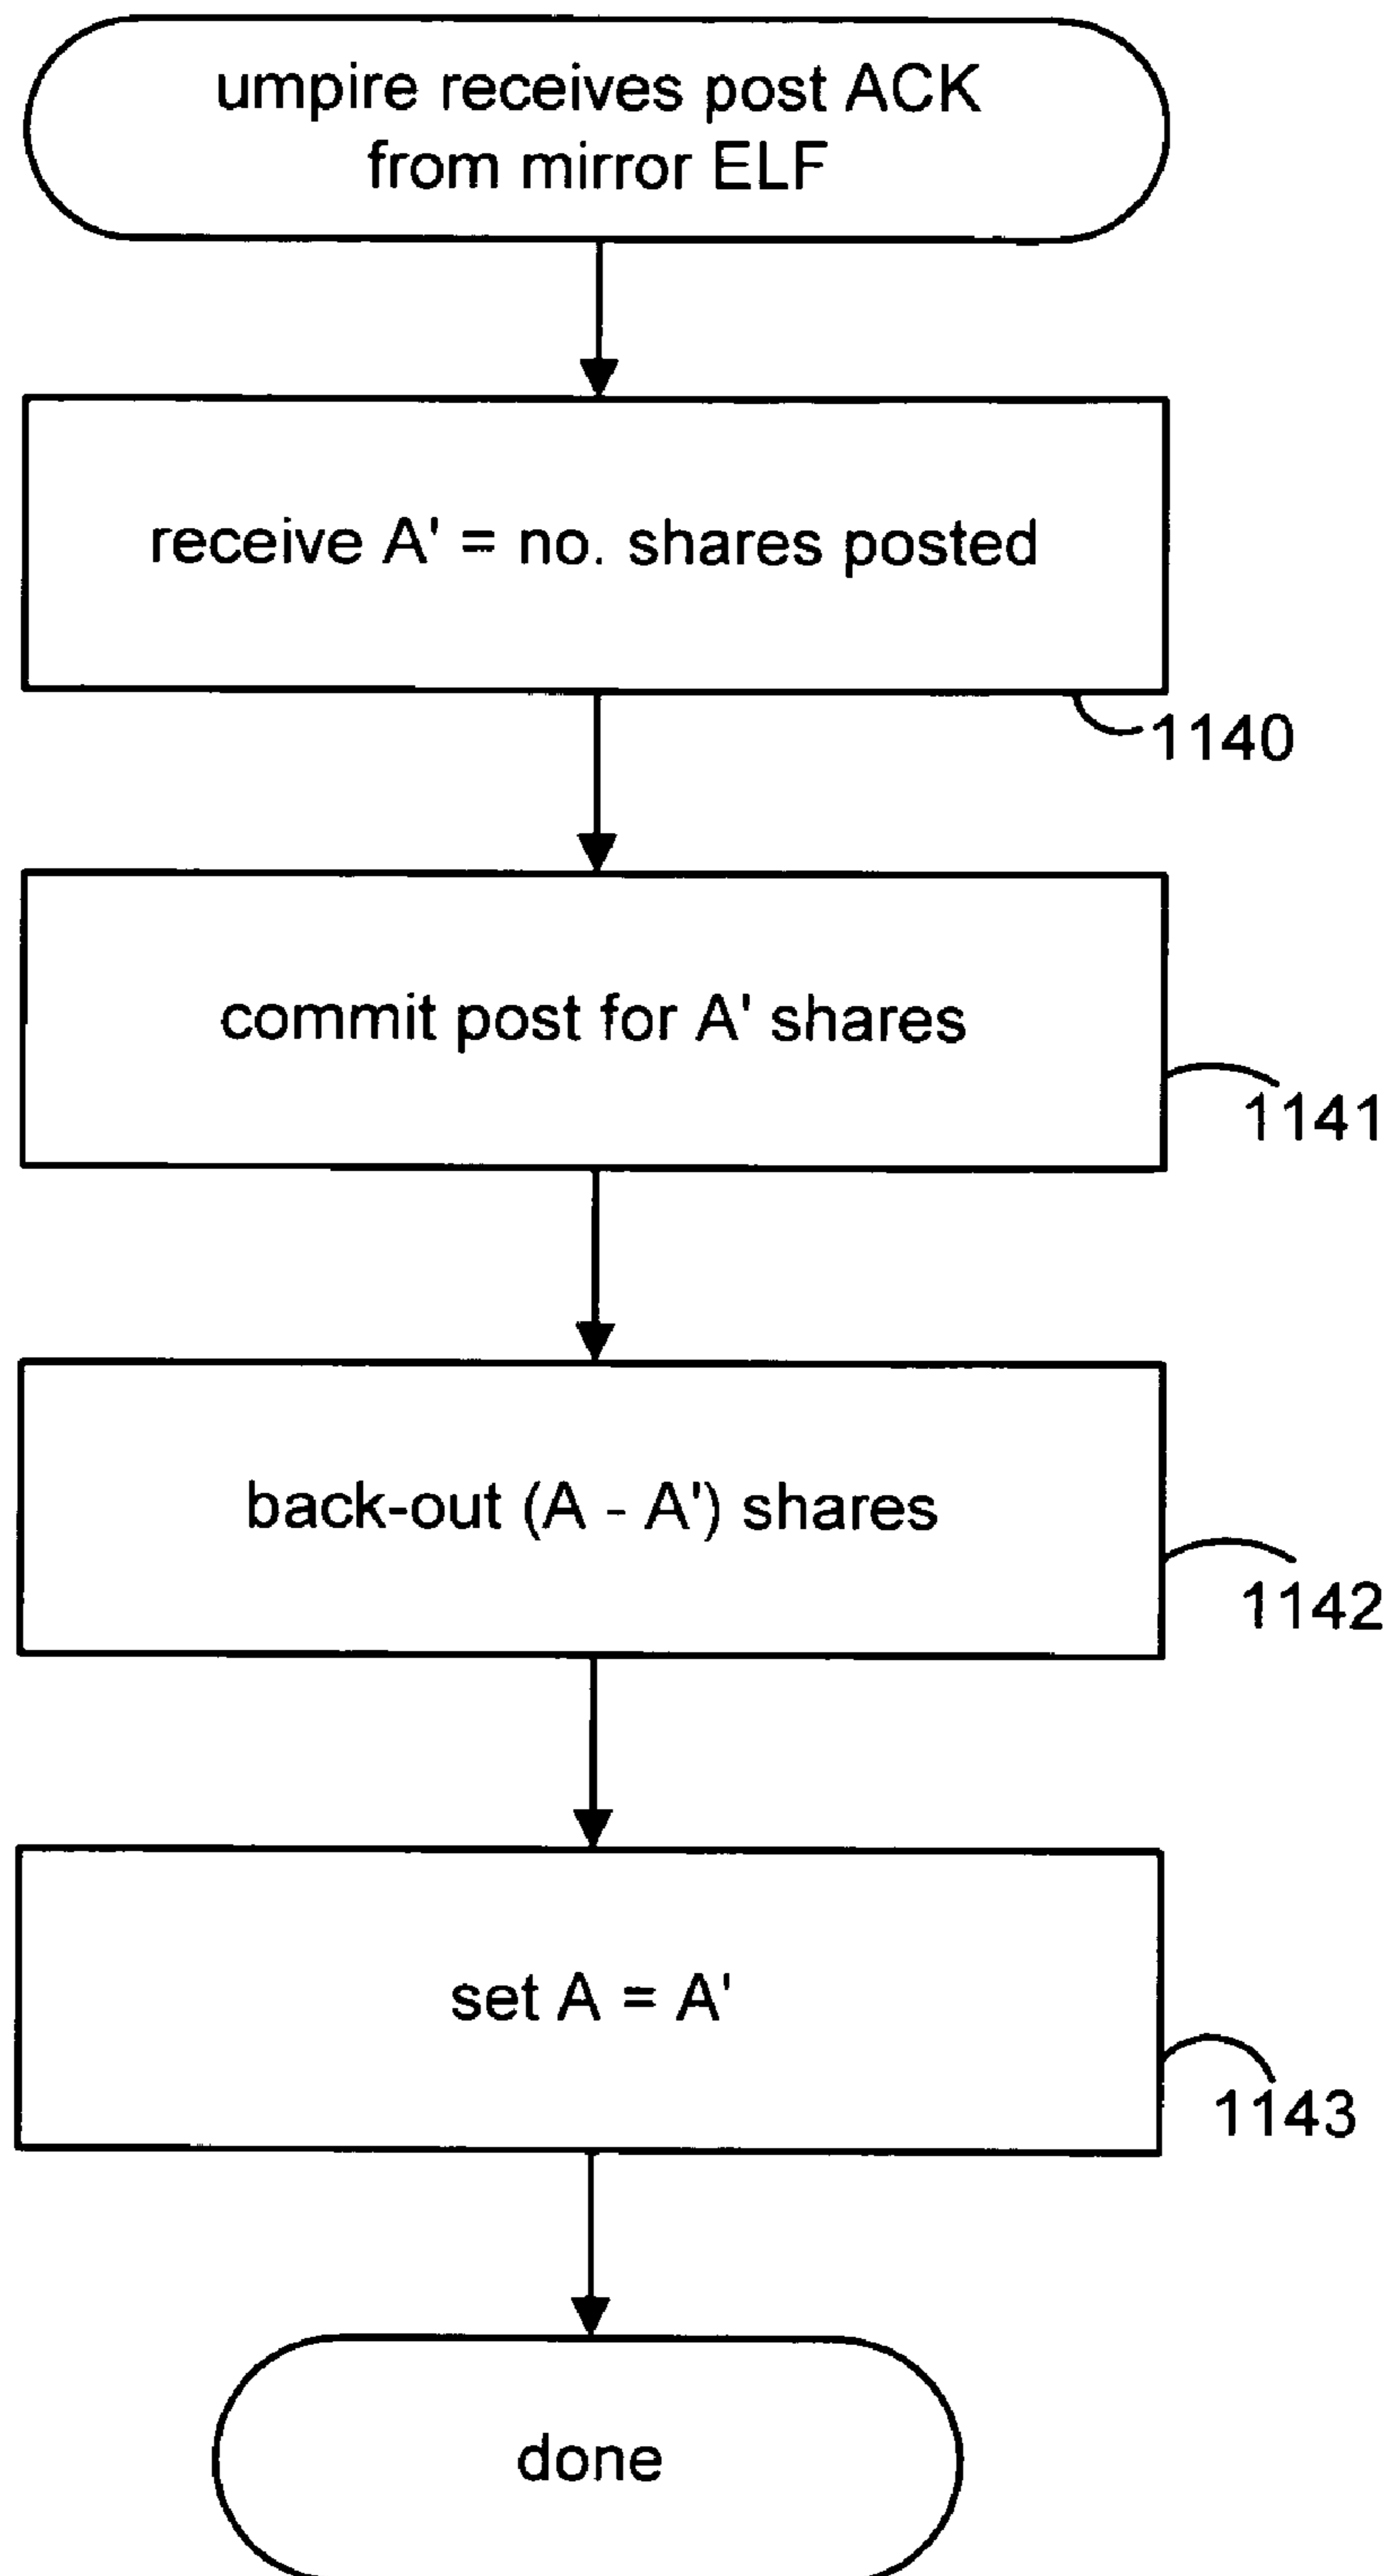 umpire receives post ACK
from mirror ELF
receive A' = no. shares posted
1140
commit post for A' shares
1141
back-out (A - A') shares
1142
set A = A'
1143
done